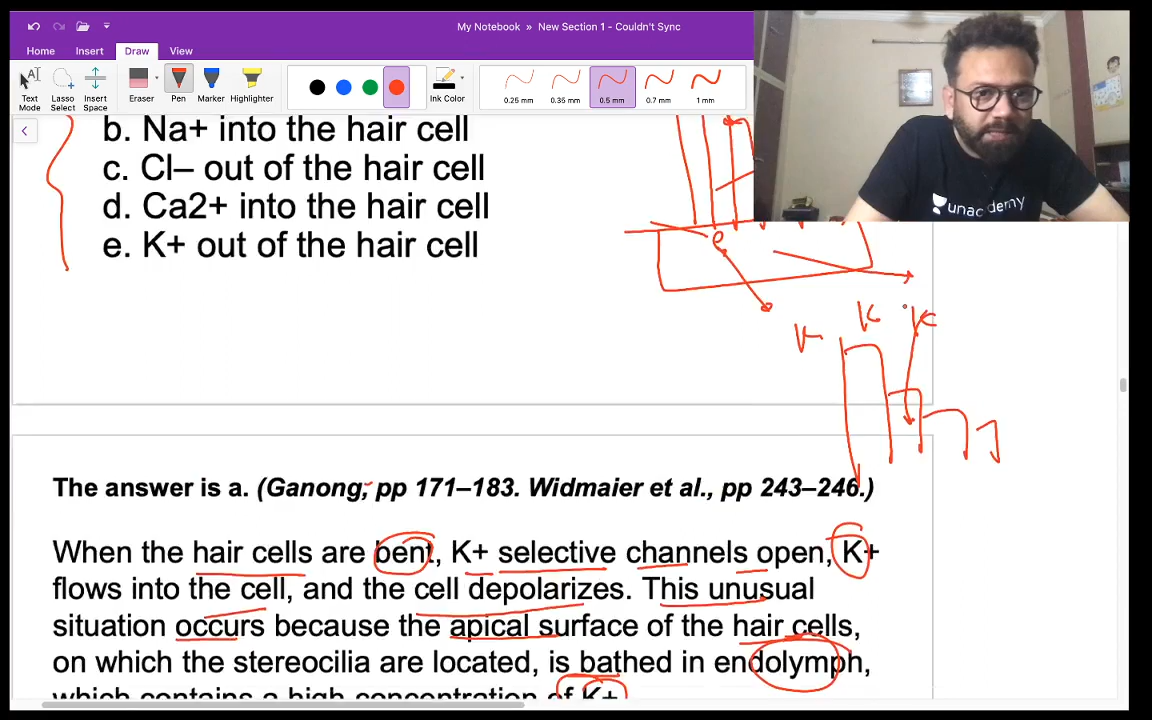 My Notebook » New Section 1 - Couldn't Sync
Home Insert Draw View
Text Mode
Lasso Select
Insert Space
Eraser
Pen
Marker
Highlighter
Ink Color
0.25 mm
0.35 mm
0.5 mm
0.7 mm
1 mm
unacademy
b. Na+ into the hair cell
c. Cl– out of the hair cell
d. Ca2+ into the hair cell
e. K+ out of the hair cell
K K K
The answer is a. (Ganong, pp 171–183. Widmaier et al., pp 243–246.)
When the hair cells are bent, K+ selective channels open, K+
flows into the cell, and the cell depolarizes. This unusual
situation occurs because the apical surface of the hair cells,
on which the stereocilia are located, is bathed in endolymph,
which contains a high concentration of K+